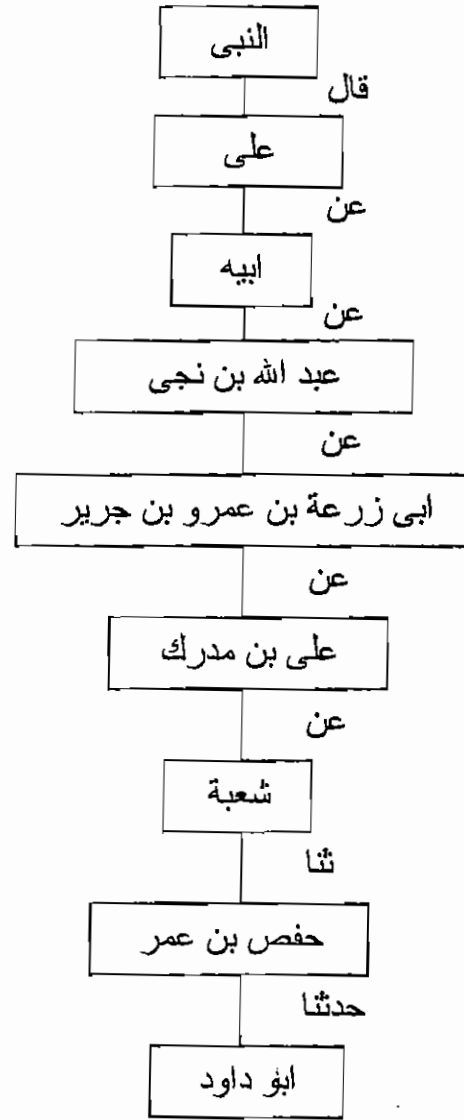 النبى
قال
على
عن
ابيه
عن
عبد الله بن نجى
عن
ابى زرعة بن عمرو بن جرير
عن
على بن مدرك
عن
شعبة
ثنا
حفص بن عمر
حدثنا
ابؤ داود